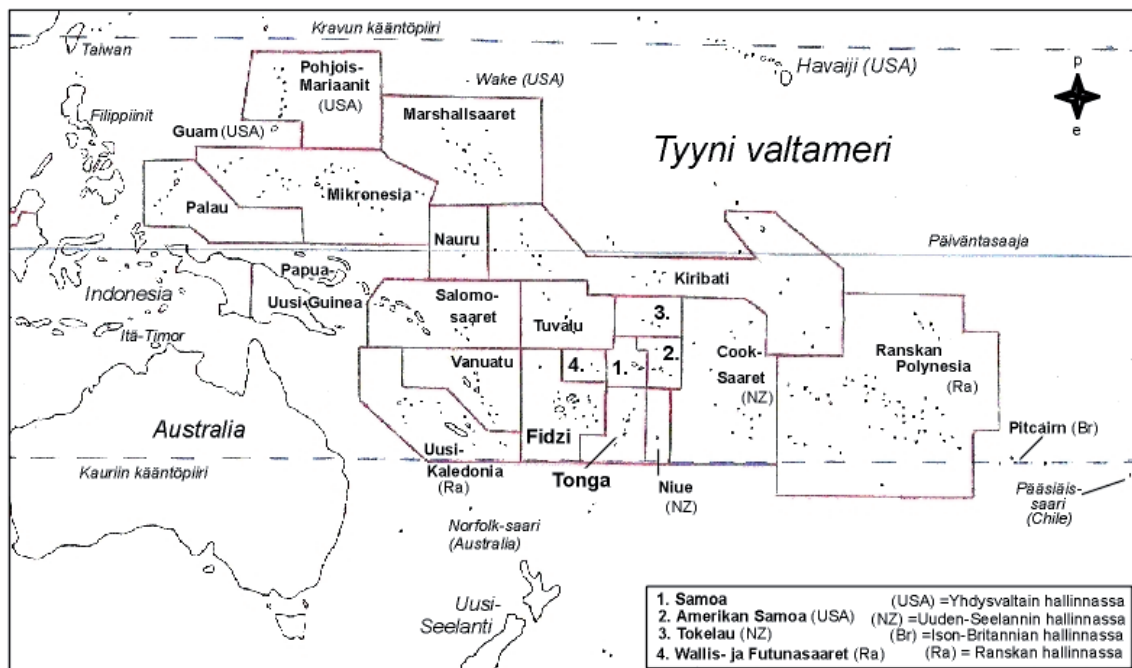 Kravun kääntöpiiri
Taiwan
Pohjois-
Mariaanit
(USA)
Wake (USA)
Havaiji (USA)
p
e
Filippiinit
Guam (USA)
Marshallsaaret
Tyyni valtameri
Mikronesia
Palau
Nauru
Päiväntasaaja
Kiribati
Indonesia
Papua-
Uusi-Guinea
Salomo-
saaret
Tuvalu
3.
Itä-Timor
Vanuatu
4.
1.
2.
Cook-
Saaret
(NZ)
Ranskan
Polynesia
(Ra)
Australia
Fidzi
Pitcairn (Br)
Kauriin kääntöpiiri
Uusi-
Kaledonia
(Ra)
Tonga
Niue
(NZ)
Pääsiäis-
saari
(Chile)
Norfolk-saari
(Australia)
Uusi-
Seelanti
1. Samoa
2. Amerikan Samoa (USA)
3. Tokelau (NZ)
4. Wallis- ja Futunasaaret (Ra)
(USA) =Yhdysvaltain hallinnassa
(NZ) =Uuden-Seelannin hallinnassa
(Br) =Ison-Britannian hallinnassa
(Ra) = Ranskan hallinnassa